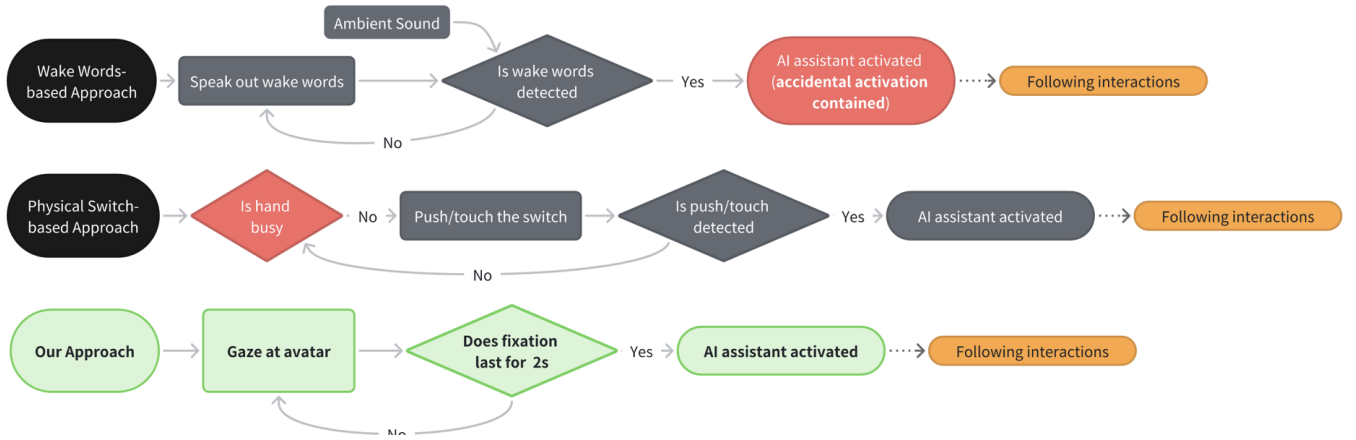 Ambient Sound
Wake Words-
based Approach
Speak out wake words
Is wake words
detected
Yes
AI assistant activated
(accidental activation
contained)
Following interactions
No
Physical Switch-
based Approach
Is hand
busy
No
Push/touch the switch
Is push/touch
detected
Yes
AI assistant activated
Following interactions
No
Our Approach
Gaze at avatar
Does fixation
last for 2s
Yes
AI assistant activated
Following interactions
No